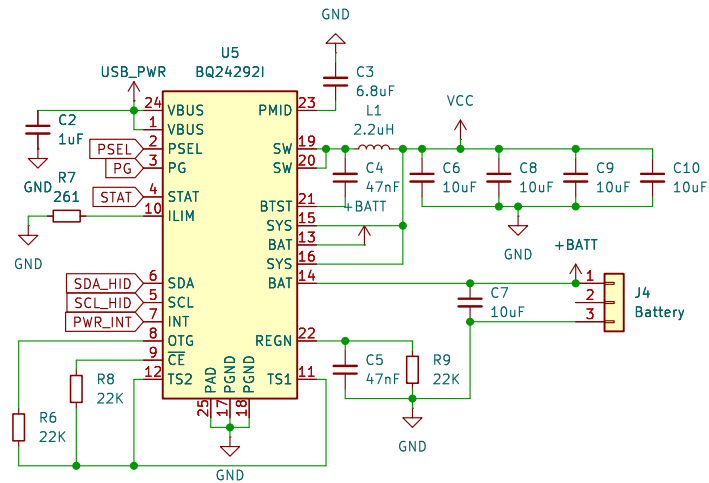 GND
U5
BQ24292I
USB_PWR
C3
6.8uF
L1
2.2uH
VCC
24
VBUS
PMID
23
C2
1uF
1
VBUS
PSEL
2
PSEL
SW
19
PG
3
PG
SW
20
C4
47nF
C6
10uF
C8
10uF
C9
10uF
C10
10uF
GND
R7
261
STAT
4
STAT
BTST
21
+BATT
10
ILIM
SYS
15
BAT
13
SYS
16
GND
GND
+BATT
SDA_HID
6
SDA
BAT
14
1
J4
Battery
SCL_HID
5
SCL
C7
10uF
2
PWR_INT
7
INT
3
8
OTG
REGN
22
9
CE
C5
47nF
R9
22K
12
TS2
PAD
PGND
PGND
TS1
11
R8
22K
25
17
18
R6
22K
GND
GND